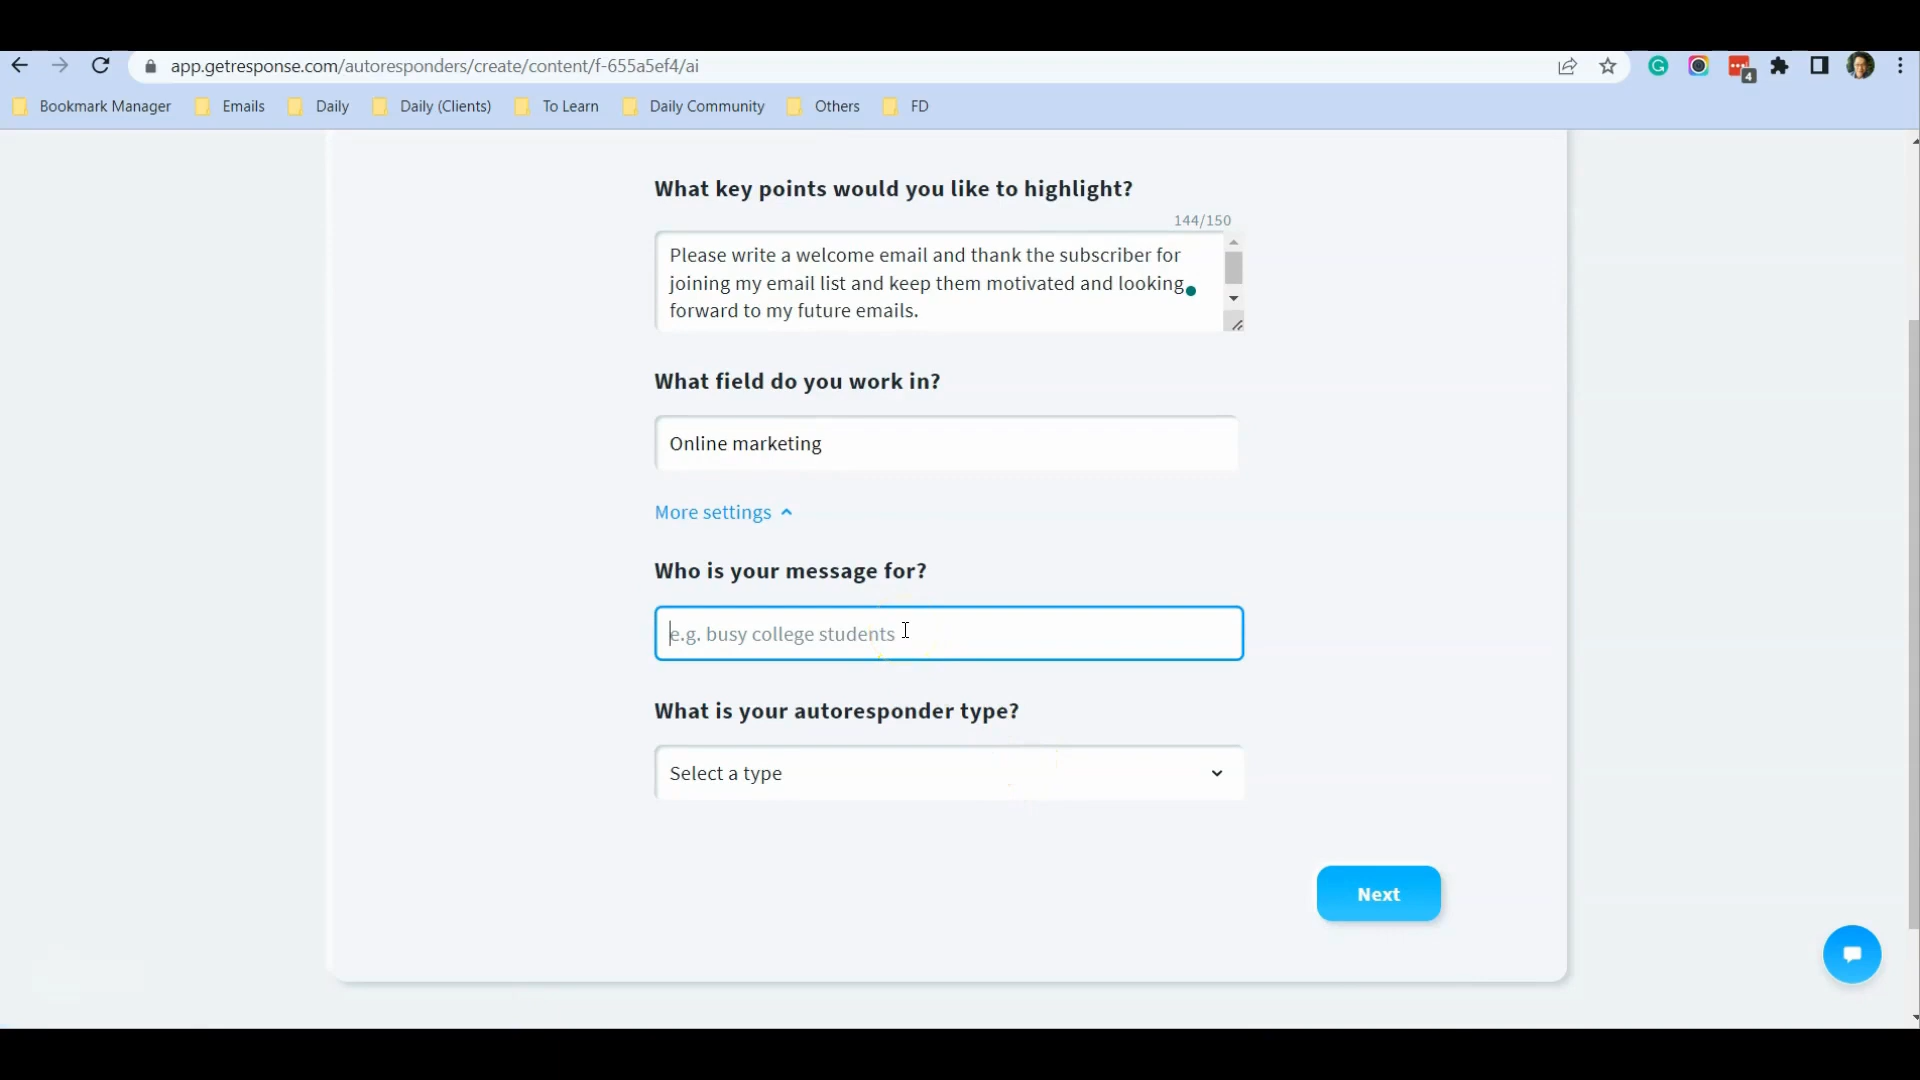 app.getresponse.com/autoresponders/create/content/f-655a5ef4/ai
4
Bookmark Manager Emails Daily Daily (Clients) To Learn Daily Community Others FD
What key points would you like to highlight?
144/150
Please write a welcome email and thank the subscriber for
joining my email list and keep them motivated and looking
forward to my future emails.
What field do you work in?
Online marketing
More settings
Who is your message for?
e.g. busy college students
What is your autoresponder type?
Select a type
Next